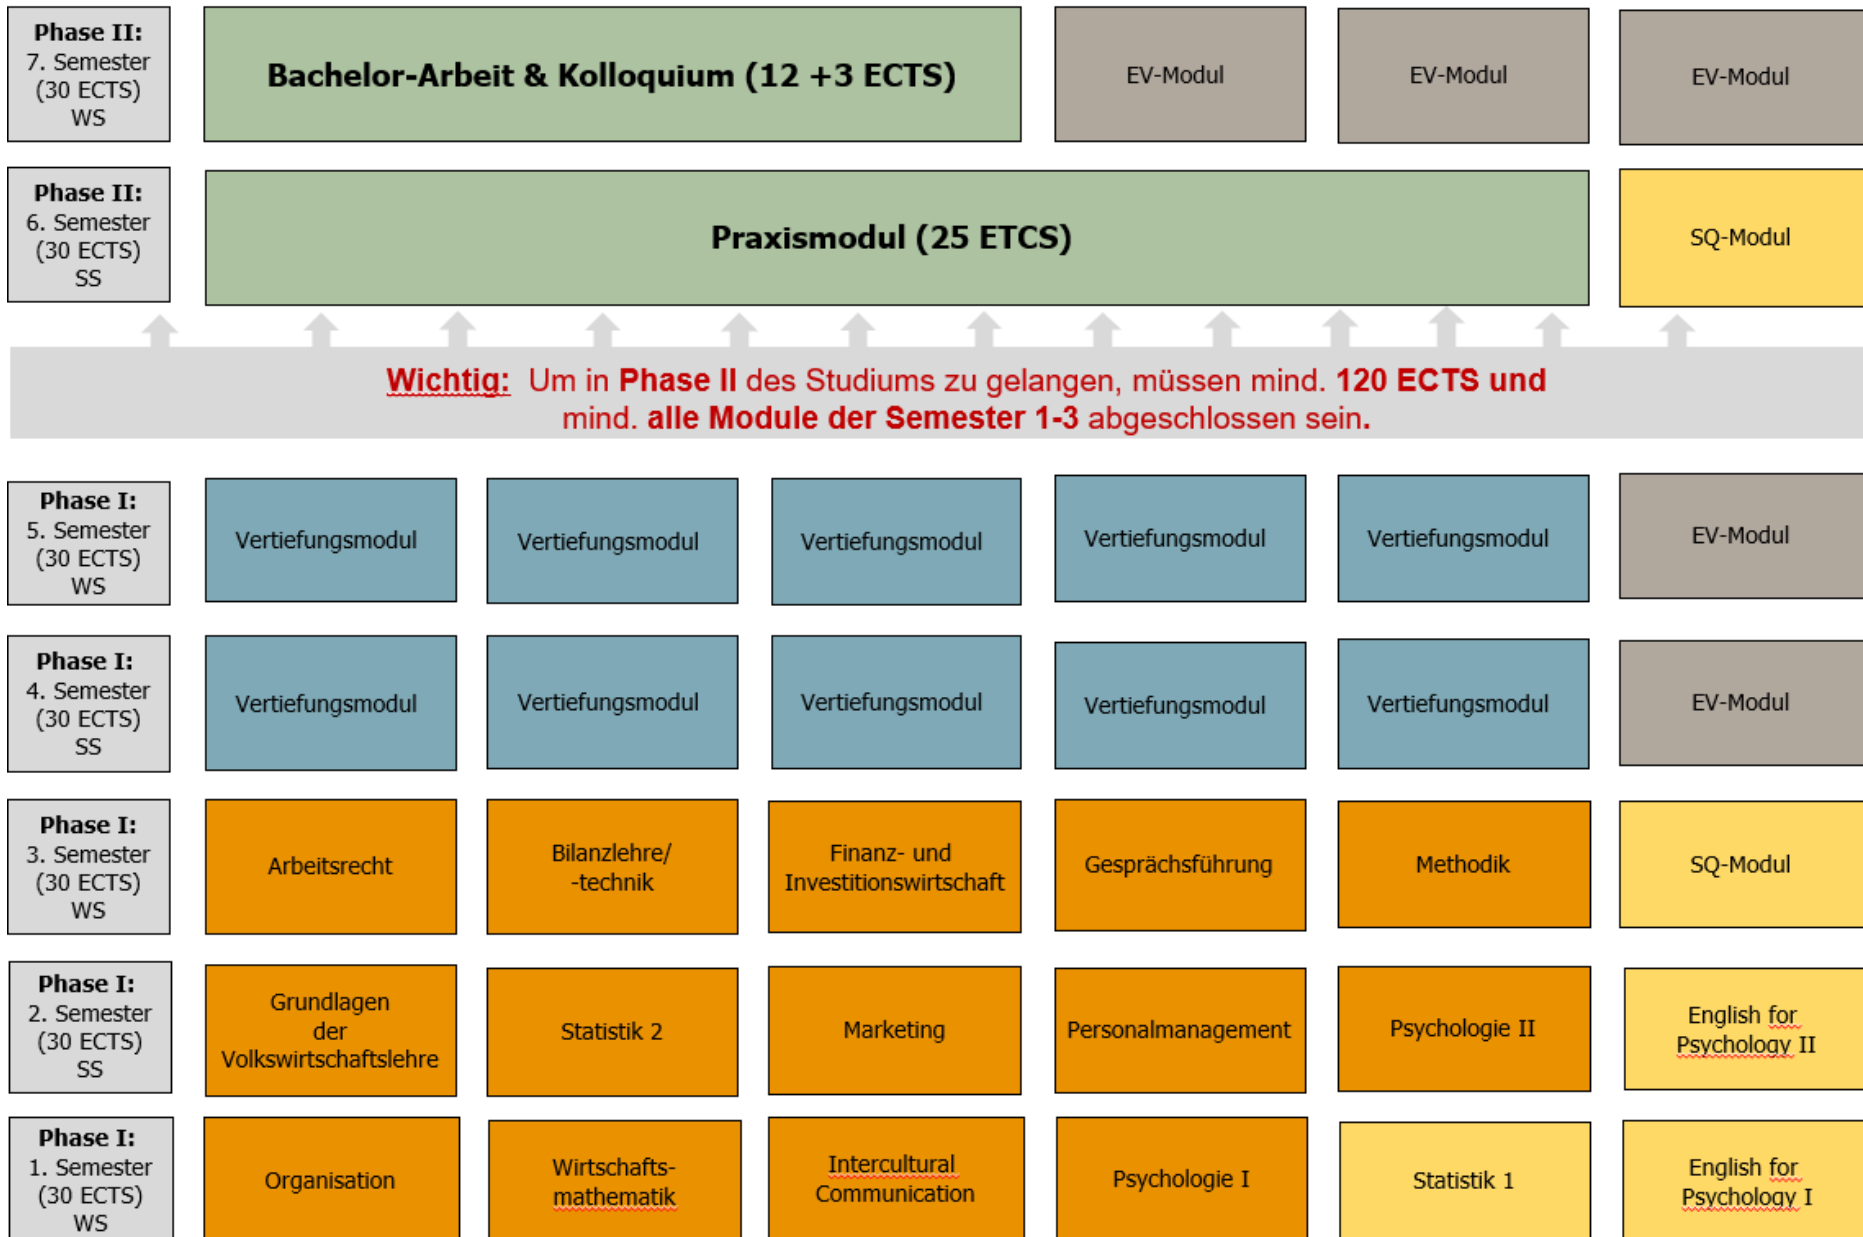 Phase II:
7. Semester
(30 ECTS)
WS
Bachelor-Arbeit & Kolloquium (12 +3 ECTS)
EV-Modul
EV-Modul
EV-Modul
Phase II:
6. Semester
(30 ECTS)
SS
Praxismodul (25 ETCS)
SQ-Modul
Wichtig: Um in Phase II des Studiums zu gelangen, müssen mind. 120 ECTS und
mind. alle Module der Semester 1-3 abgeschlossen sein.
Phase I:
5. Semester
(30 ECTS)
WS
Vertiefungsmodul
Vertiefungsmodul
Vertiefungsmodul
Vertiefungsmodul
Vertiefungsmodul
EV-Modul
Phase I:
4. Semester
(30 ECTS)
SS
Vertiefungsmodul
Vertiefungsmodul
Vertiefungsmodul
Vertiefungsmodul
Vertiefungsmodul
EV-Modul
Phase I:
3. Semester
(30 ECTS)
WS
Arbeitsrecht
Bilanzlehre/
-technik
Finanz- und
Investitionswirtschaft
Gesprächsführung
Methodik
SQ-Modul
Phase I:
2. Semester
(30 ECTS)
SS
Grundlagen
der
Volkswirtschaftslehre
Statistik 2
Marketing
Personalmanagement
Psychologie II
English for
Psychology II
Phase I:
1. Semester
(30 ECTS)
WS
Organisation
Wirtschafts-
mathematik
Intercultural
Communication
Psychologie I
Statistik 1
English for
Psychology I